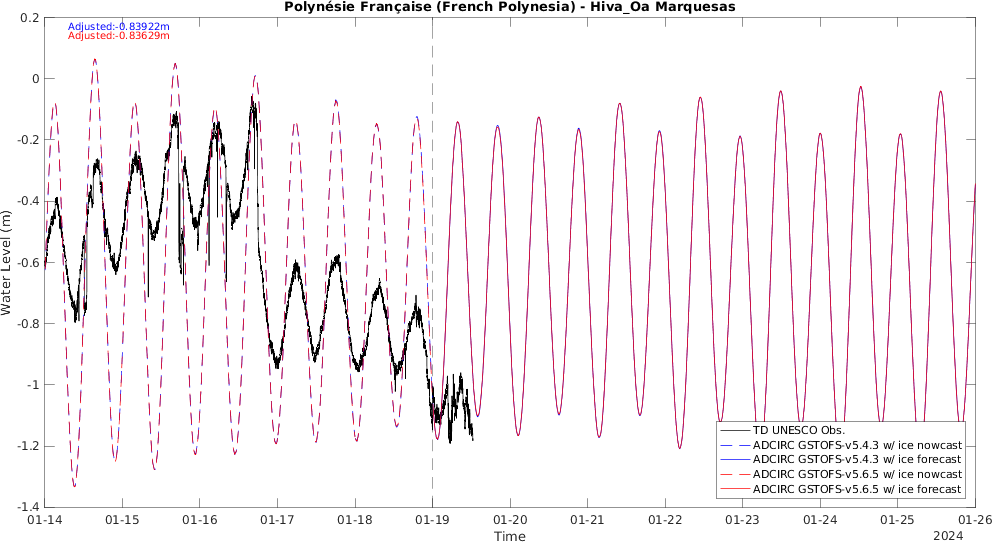 Polynésie Française (French Polynesia) - Hiva_Oa Marquesas
Adjusted:-0.83922m
Adjusted:-0.83629m
0.2
0
-0.2
-0.4
-0.6
-0.8
-1
-1.2
-1.4
Water Level (m)
TD UNESCO Obs.
ADCIRC GSTOFS-v5.4.3 w/ ice nowcast
ADCIRC GSTOFS-v5.4.3 w/ ice forecast
ADCIRC GSTOFS-v5.6.5 w/ ice nowcast
ADCIRC GSTOFS-v5.6.5 w/ ice forecast
01-14 01-15 01-16 01-17 01-18 01-19 01-20 01-21 01-22 01-23 01-24 01-25 01-26
Time
2024